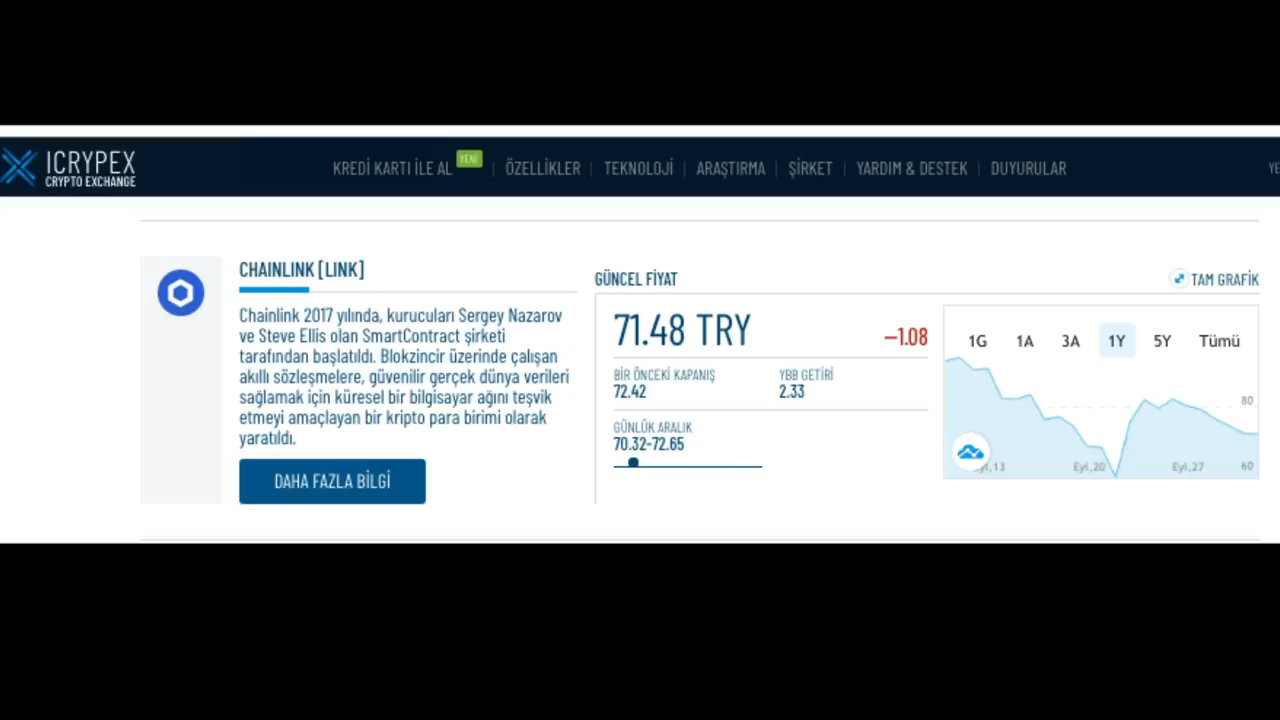 ICRYPEX
CRYPTO EXCHANGE
KREDİ KARTI İLE AL YENİ | ÖZELLİKLER | TEKNOLOJİ | ARAŞTIRMA | ŞİRKET | YARDIM & DESTEK | DUYURULAR
CHAINLINK [LINK]
Chainlink 2017 yılında, kurucuları Sergey Nazarov
ve Steve Ellis olan SmartContract şirketi
tarafından başlatıldı. Blokzincir üzerinde çalışan
akıllı sözleşmelere, güvenilir gerçek dünya verileri
sağlamak için küresel bir bilgisayar ağını teşvik
etmeyi amaçlayan bir kripto para birimi olarak
yaratıldı.
DAHA FAZLA BİLGİ
GÜNCEL FİYAT
TAM GRAFİK
71.48 TRY
−1.08
BİR ÖNCEKİ KAPANIŞ
72.42
YBB GETİRİ
2.33
GÜNLÜK ARALIK
70.32-72.65
1G 1A 3A 1Y 5Y Tümü
80
60
Eyl,20 Eyl,27